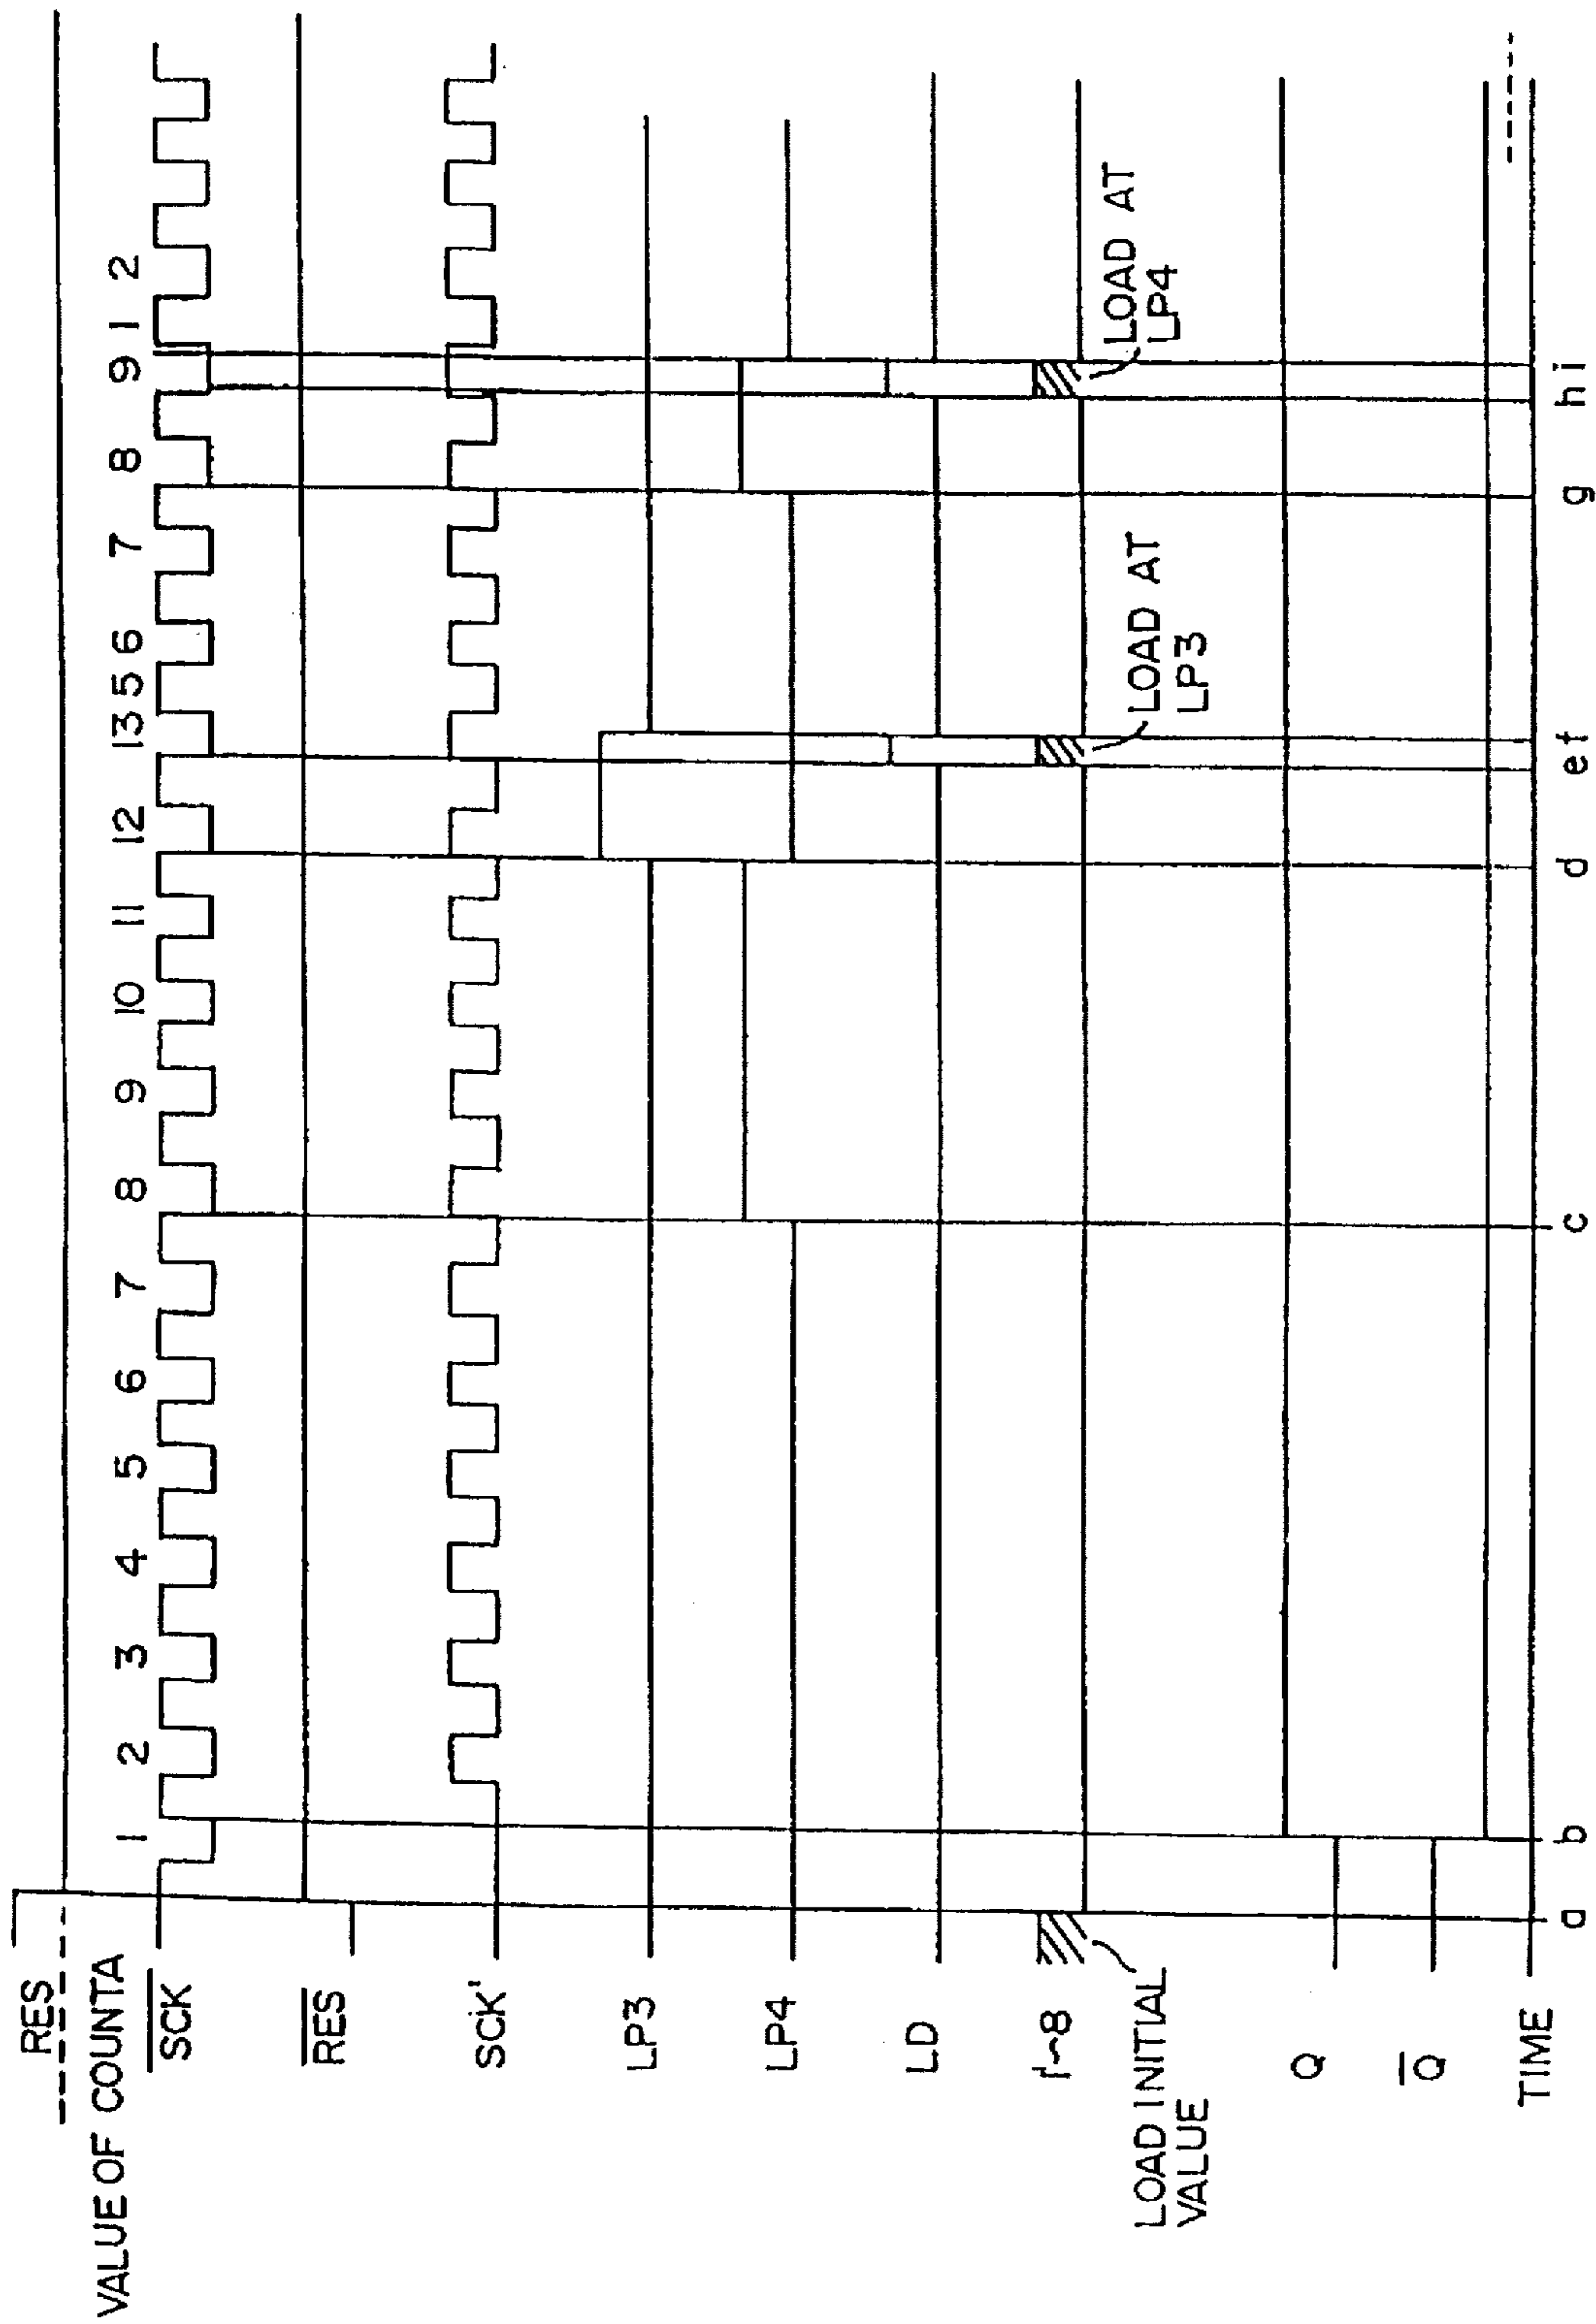 RES
VALUE OF COUNTA
1 2 3 4 5 6 7 8 9 10 11 12 13 5 6 7 8 9 1 2
SCK
RES
SCK'
LP3
LP4
LD
1~8
LOAD INITIAL
VALUE
LOAD AT
LP3
LOAD AT
LP4
Q
Q
TIME
a b c d e f g h i